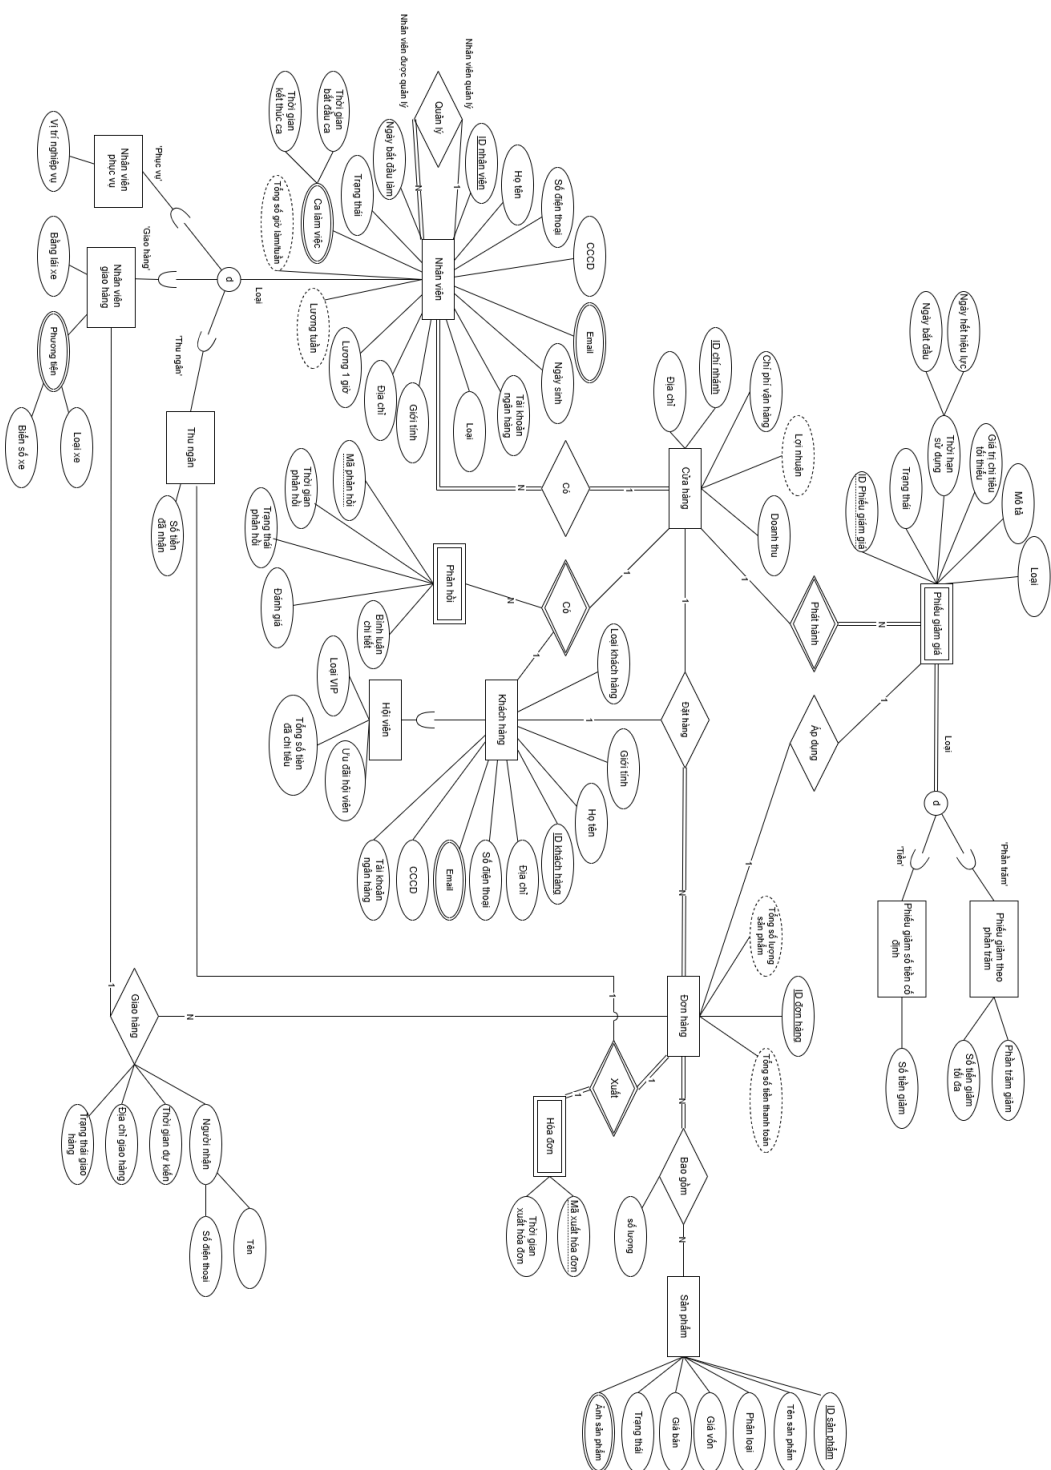 Nhân viên quản lý
Nhân viên được quản lý
Quản lý
1
N
Thời gian
bắt đầu ca
Thời gian
kết thúc ca
Ca làm việc
Tổng số giờ làm/tuần
Trạng thái
Ngày bắt đầu làm
ID nhân viên
Họ tên
Số điện thoại
CCCD
Email
Ngày sinh
Tài khoản
ngân hàng
Loại
Giới tính
Địa chỉ
Lương 1 giờ
Lương tuần
Nhân viên
Loại
d
'Phục vụ'
'Giao hàng'
'Thu ngân'
Nhân viên
phục vụ
Vị trí nghiệp vụ
Nhân viên
giao hàng
Bằng lái xe
Phương tiện
Loại xe
Biển số xe
Thu ngân
Số tiền
đã nhận
N
Có
1
Cửa hàng
Địa chỉ
ID chi nhánh
Chi phí vận hàng
Lợi nhuận
Doanh thu
1
Phát hành
N
Phiếu giảm giá
ID Phiếu giảm giá
Trạng thái
Thời hạn
sử dụng
Ngày bắt đầu
Ngày hết hiệu lực
Giá trị chi tiêu
tối thiểu
Mô tả
Loại
Loại
d
'Phần trăm'
'Tiền'
Phiếu giảm theo
phần trăm
Phần trăm giảm
Số tiền giảm
tối đa
Phiếu giảm số tiền cố
định
Số tiền giảm
1
Áp dụng
1
1
Có
N
1
Phản hồi
Mã phản hồi
Thời gian
phản hồi
Trạng thái
phản hồi
Đánh giá
Bình luận
chi tiết
Khách hàng
Loại khách hàng
Giới tính
Họ tên
ID khách hàng
Địa chỉ
Số điện thoại
Email
CCCD
Tài khoản
ngân hàng
Hội viên
Loại VIP
Tổng số tiền
đã chi tiêu
Ưu đãi hội viên
1
1
Đặt hàng
N
Đơn hàng
Tổng số lượng
sản phẩm
ID đơn hàng
Tổng số tiền thanh toán
N
Giao hàng
1
Người nhận
Tên
Số điện thoại
Thời gian dự kiến
Địa chỉ giao hàng
Trạng thái giao
hàng
1
Xuất
1
1
Hóa đơn
Mã xuất hóa đơn
Thời gian
xuất hóa đơn
N
Bao gồm
số lượng
N
Sản phẩm
ID sản phẩm
Tên sản phẩm
Phân loại
Giá vốn
Giá bán
Trạng thái
Ảnh sản phẩm